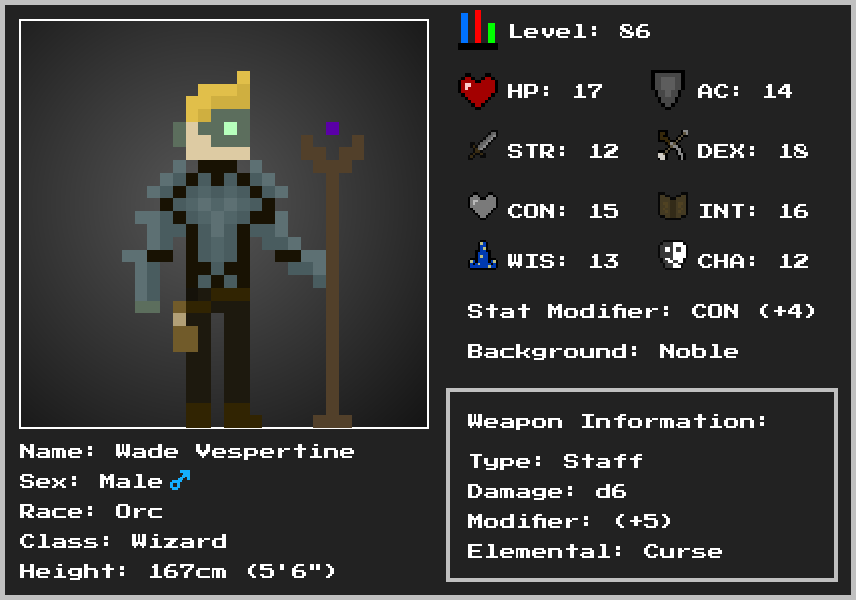 Level: 86
HP: 17
AC: 14
STR: 12
DEX: 18
CON: 15
INT: 16
WIS: 13
CHA: 12
Stat Modifier: CON (+4)
Background: Noble
Weapon Information:
Type: Staff
Damage: d6
Modifier: (+5)
Elemental: Curse
Name: Wade Vespertine
Sex: Male ♂
Race: Orc
Class: Wizard
Height: 167cm (5'6")